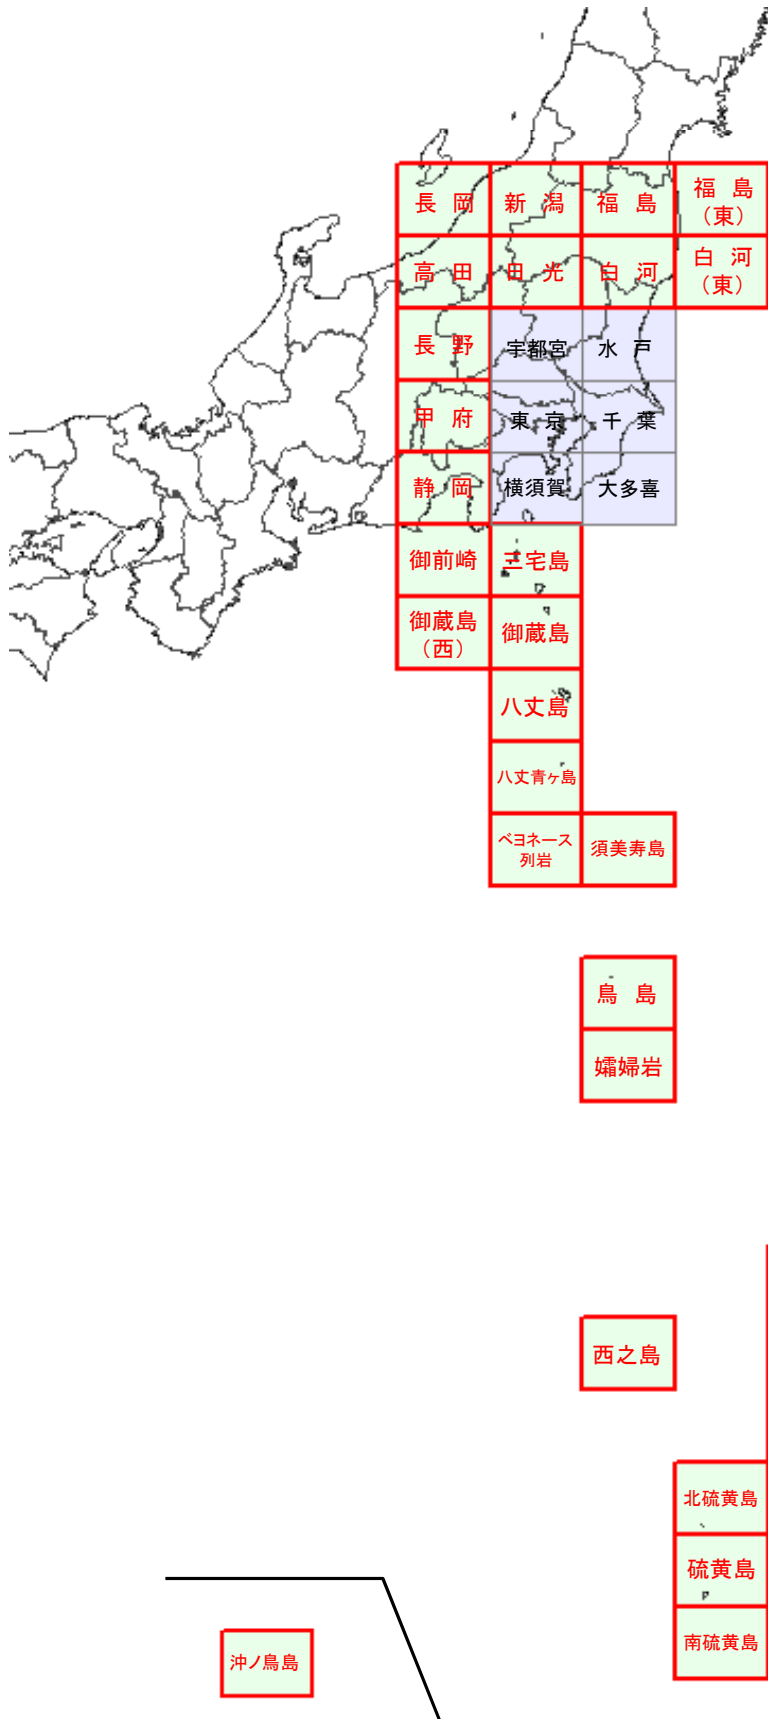 長岡
新潟
福島
福島
（東）
高田
日光
白河
白河
（東）
長野
宇都宮
水戸
甲府
東京
千葉
静岡
横須賀
大多喜
御前崎
三宅島
御蔵島
（西）
御蔵島
八丈島
八丈青ヶ島
ベヨネース
列岩
須美寿島
鳥島
孀婦岩
西之島
北硫黄島
硫黄島
南硫黄島
沖ノ鳥島